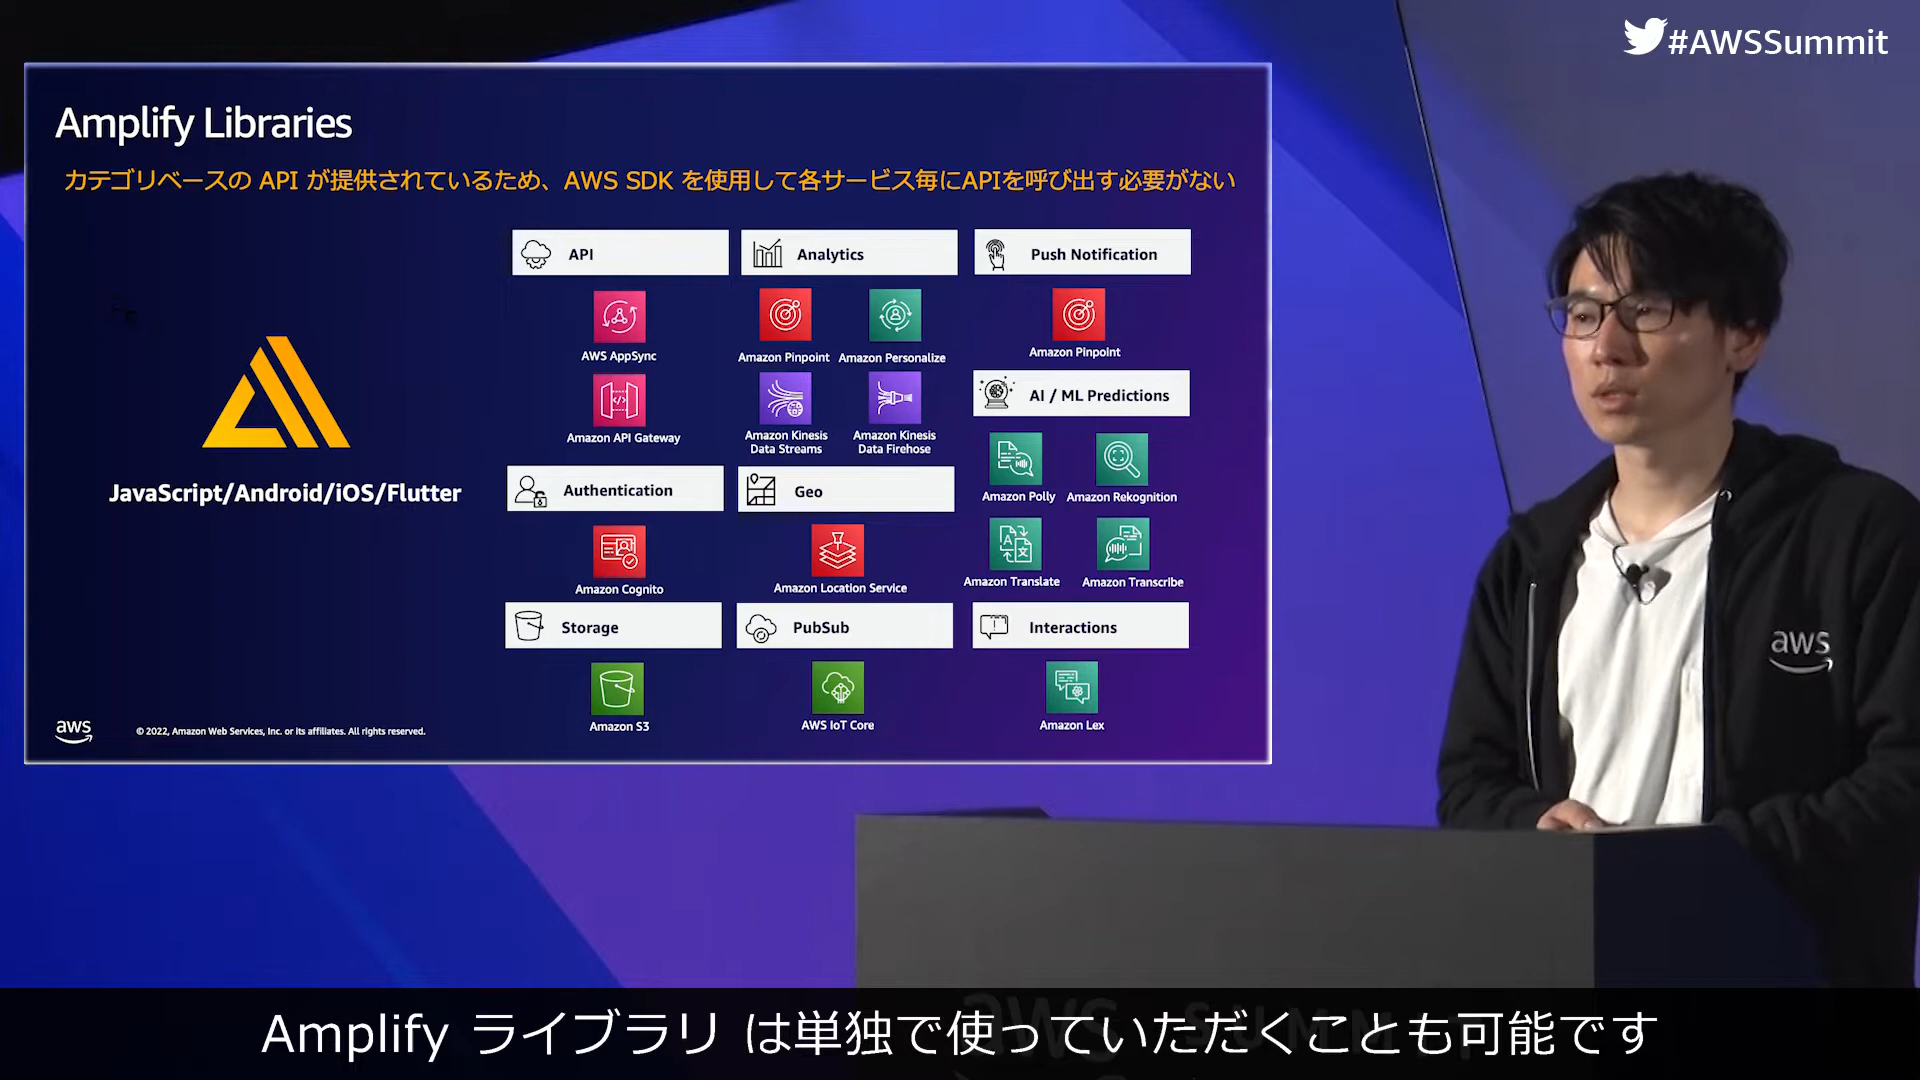 #AWSSummit
Amplify Libraries
カテゴリベースの API が提供されているため、AWS SDK を使用して各サービス毎にAPIを呼び出す必要がない
API
AWS AppSync
Amazon API Gateway
Analytics
Amazon Pinpoint
Amazon Personalize
Amazon Kinesis
Data Streams
Amazon Kinesis
Data Firehose
Push Notification
Amazon Pinpoint
AI / ML Predictions
Amazon Polly
Amazon Rekognition
Amazon Translate
Amazon Transcribe
JavaScript/Android/iOS/Flutter
Authentication
Amazon Cognito
Geo
Amazon Location Service
Storage
Amazon S3
PubSub
AWS IoT Core
Interactions
Amazon Lex
aws
© 2022, Amazon Web Services, Inc. or its affiliates. All rights reserved.
aws
Amplify ライブラリ は単独で使っていただくことも可能です